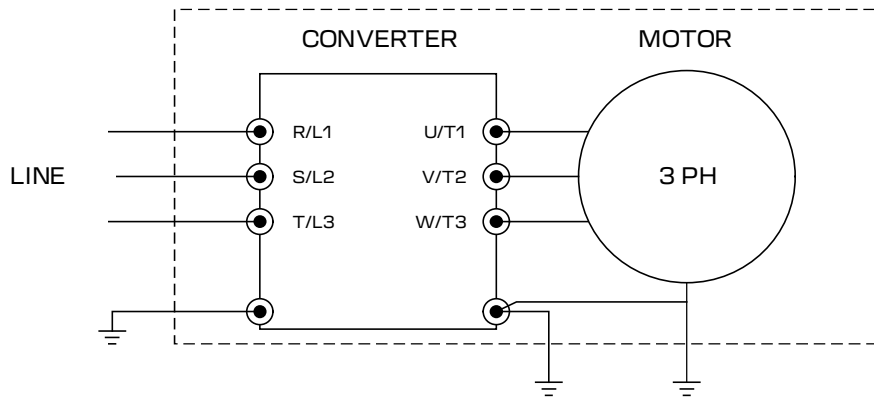 CONVERTER MOTOR
R/L1 U/T1
LINE S/L2 V/T2 3 PH
T/L3 W/T3